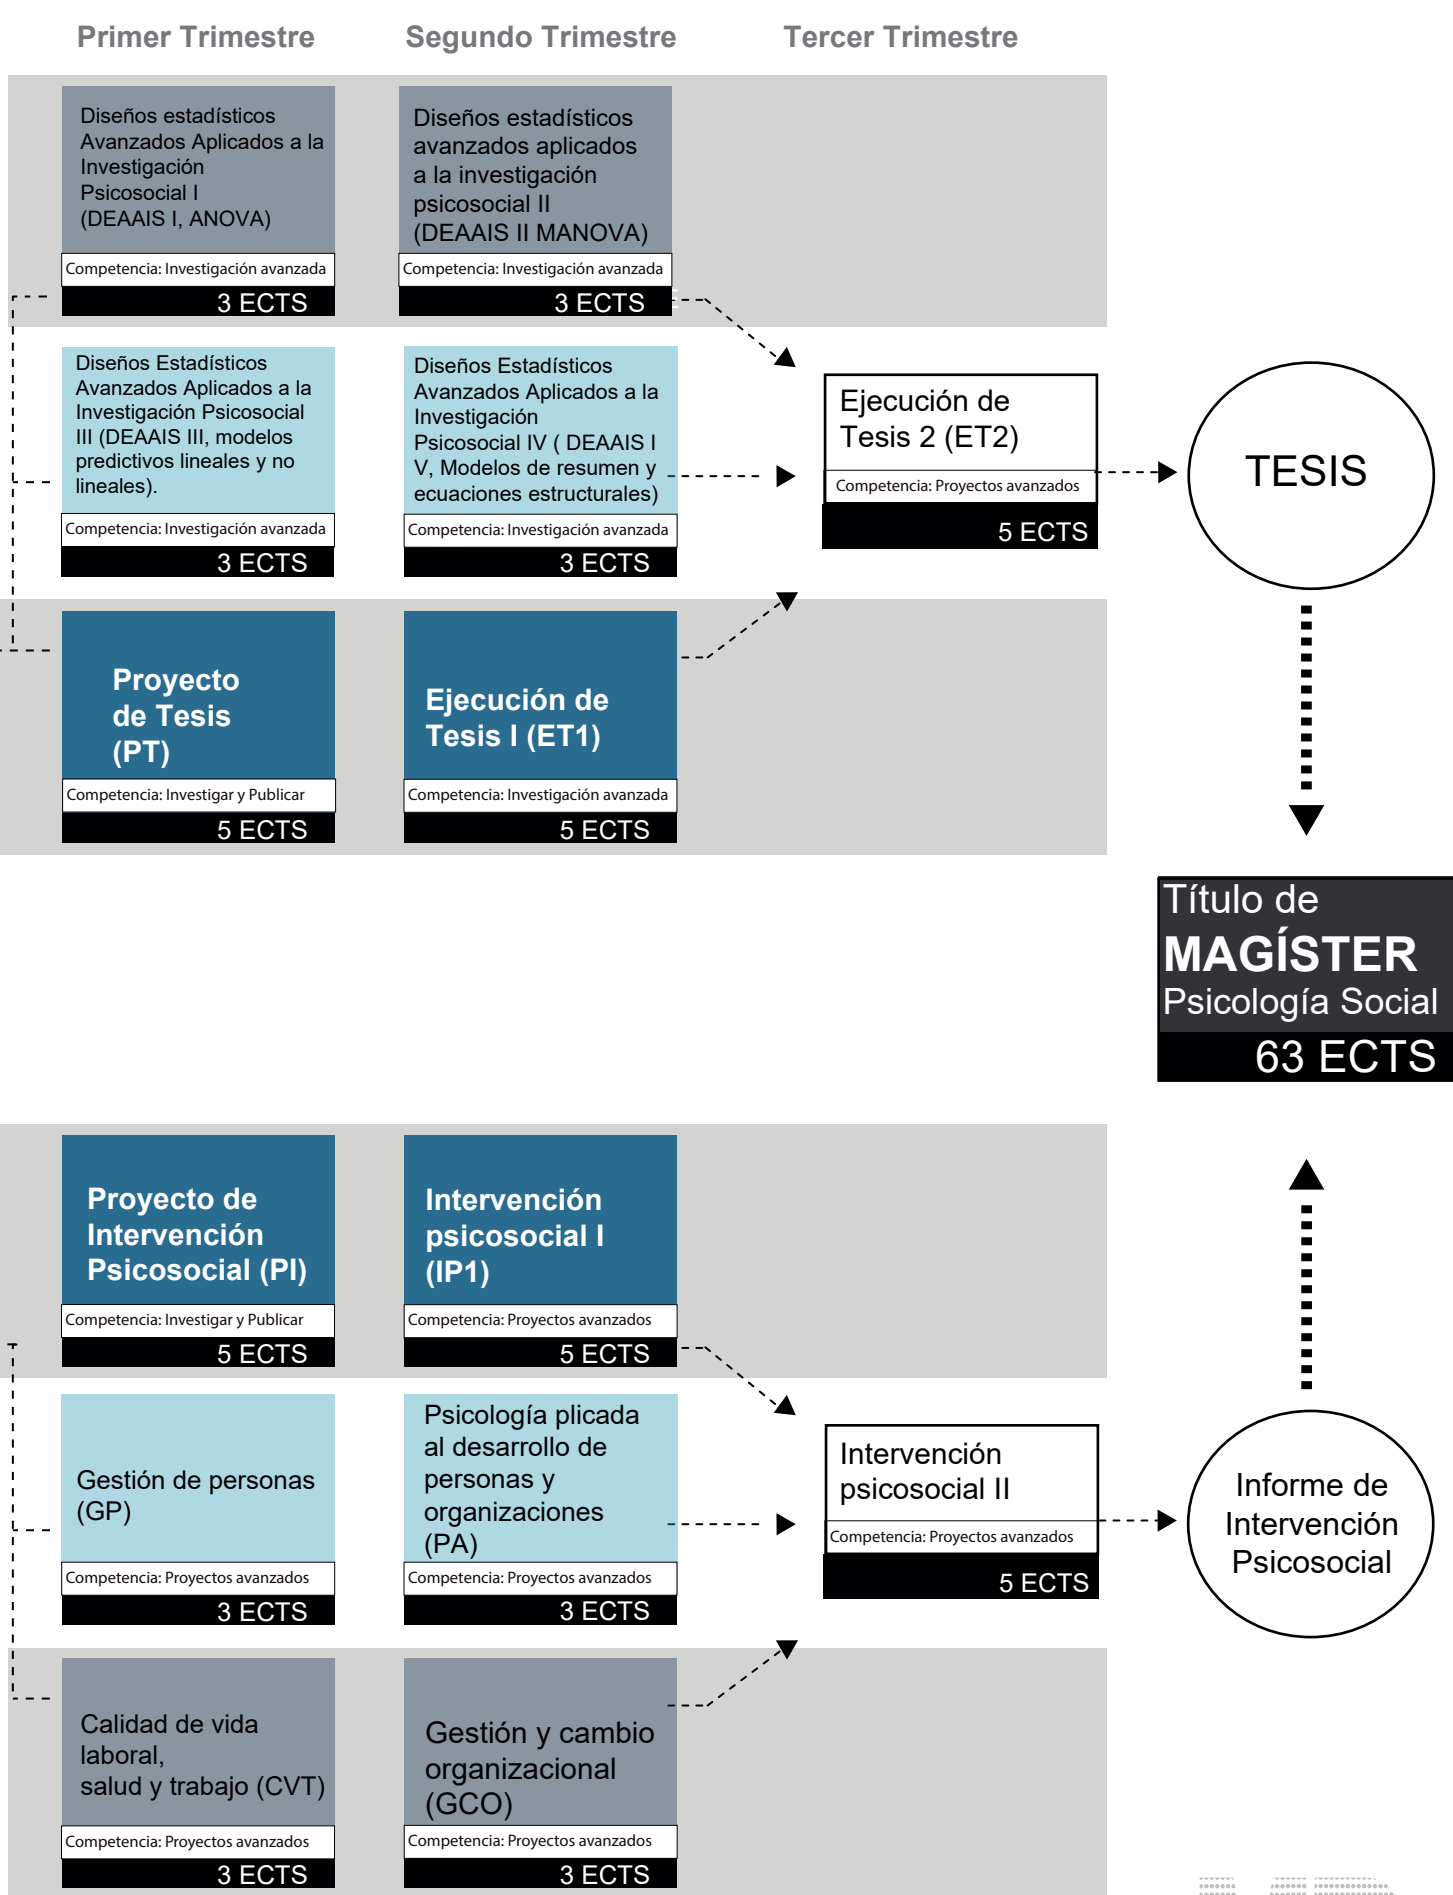 Primer Trimestre
Segundo Trimestre
Tercer Trimestre
Diseños estadísticos
Avanzados Aplicados a la
Investigación
Psicosocial I
(DEAAIS I, ANOVA)
Competencia: Investigación avanzada
3 ECTS
Diseños estadísticos
avanzados aplicados
a la investigación
psicosocial II
(DEAAIS II MANOVA)
Competencia: Investigación avanzada
3 ECTS
Diseños Estadísticos
Avanzados Aplicados a la
Investigación Psicosocial
III (DEAAIS III, modelos
predictivos lineales y no
lineales).
Competencia: Investigación avanzada
3 ECTS
Diseños Estadísticos
Avanzados Aplicados a la
Investigación
Psicosocial IV ( DEAAIS I
V, Modelos de resumen y
ecuaciones estructurales)
Competencia: Investigación avanzada
3 ECTS
Ejecución de
Tesis 2 (ET2)
Competencia: Proyectos avanzados
5 ECTS
TESIS
Proyecto
de Tesis
(PT)
Competencia: Investigar y Publicar
5 ECTS
Ejecución de
Tesis I (ET1)
Competencia: Investigación avanzada
5 ECTS
Título de
MAGÍSTER
Psicología Social
63 ECTS
Proyecto de
Intervención
Psicosocial (PI)
Competencia: Investigar y Publicar
5 ECTS
Intervención
psicosocial I
(IP1)
Competencia: Proyectos avanzados
5 ECTS
Gestión de personas
(GP)
Competencia: Proyectos avanzados
3 ECTS
Psicología plicada
al desarrollo de
personas y
organizaciones
(PA)
Competencia: Proyectos avanzados
3 ECTS
Intervención
psicosocial II
Competencia: Proyectos avanzados
5 ECTS
Informe de
Intervención
Psicosocial
Calidad de vida
laboral,
salud y trabajo (CVT)
Competencia: Proyectos avanzados
3 ECTS
Gestión y cambio
organizacional
(GCO)
Competencia: Proyectos avanzados
3 ECTS